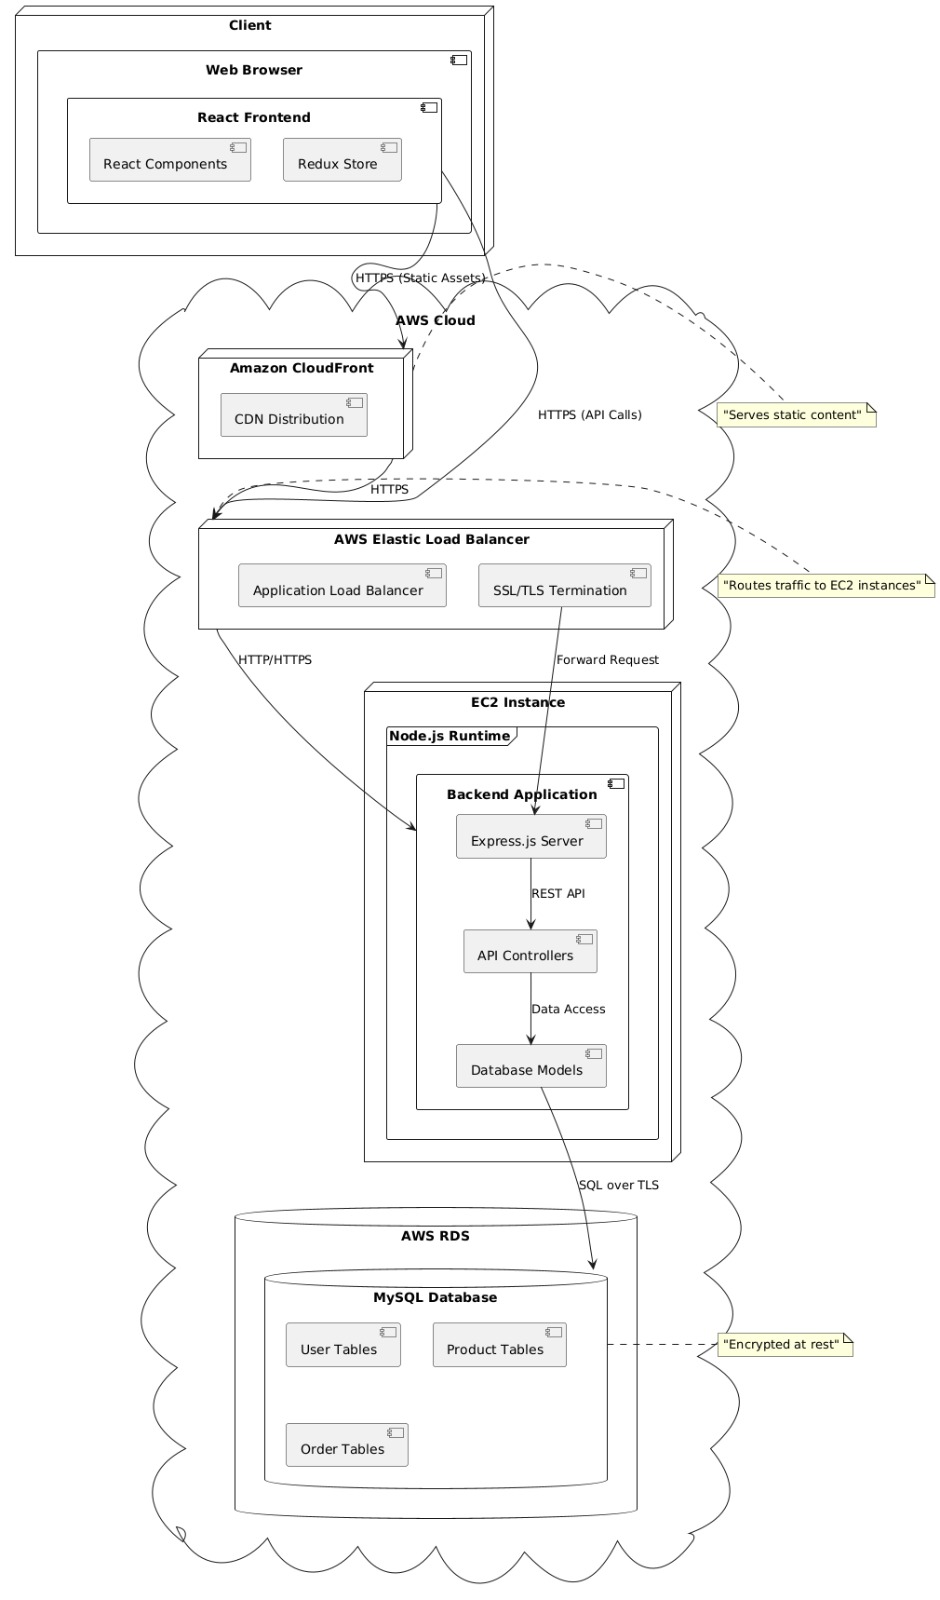 Client
Web Browser
React Frontend
React Components
Redux Store
HTTPS (Static Assets)
AWS Cloud
Amazon CloudFront
CDN Distribution
HTTPS (API Calls)
"Serves static content"
HTTPS
AWS Elastic Load Balancer
Application Load Balancer
SSL/TLS Termination
"Routes traffic to EC2 instances"
HTTP/HTTPS
Forward Request
EC2 Instance
Node.js Runtime
Backend Application
Express.js Server
REST API
API Controllers
Data Access
Database Models
SQL over TLS
AWS RDS
MySQL Database
User Tables
Product Tables
"Encrypted at rest"
Order Tables